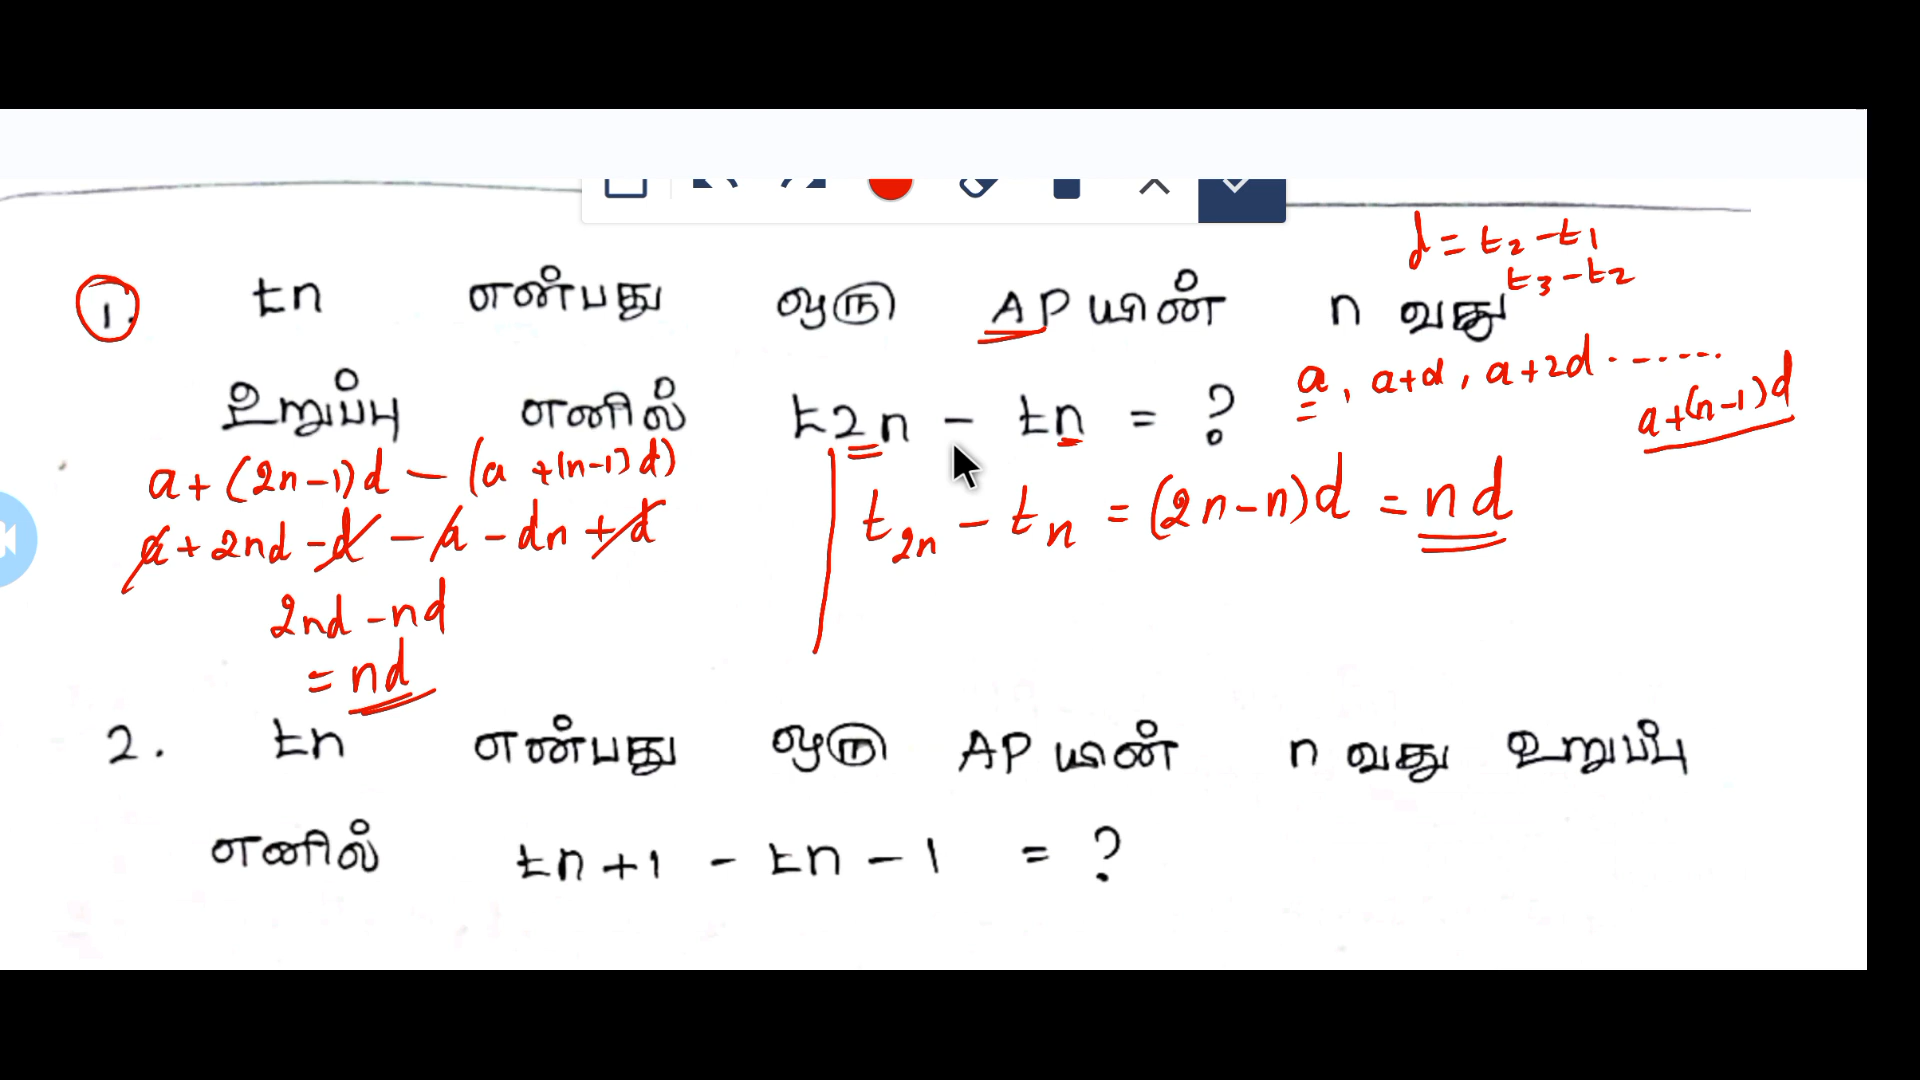 d = t₂ - t₁
t₃ - t₂
1. tn என்பது ஒரு AP யின் n வது
a, a+d, a+2d.......
a+(n-1)d
உறுப்பு எனில் t2n - tn = ?
a+(2n-1)d - (a+(n-1)d)
t₂ₙ - tₙ = (2n-n)d = nd
a+2nd-d - a - dn + d
2nd - nd
= nd
2. tn என்பது ஒரு AP யின் n வது உறுப்பு
எனில் tn+1 - tn-1 = ?